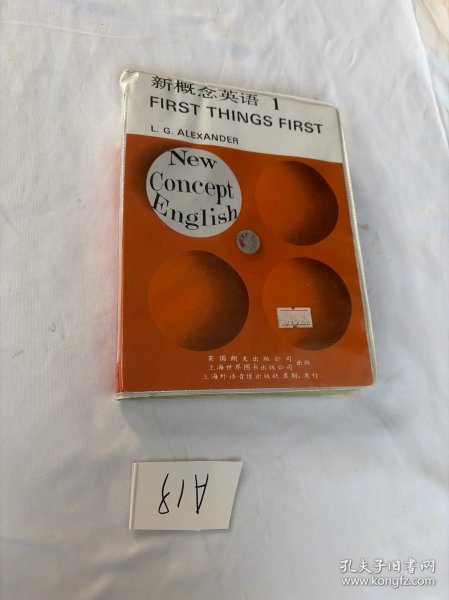 新概念英语 1
FIRST THINGS FIRST
L. G. ALEXANDER
New
Concept
English
英国朗文出版公司
上海世界图书出版公司 出版
上海外语音像出版社 录制、发行
A18
孔夫子旧书网
www.kongfz.com